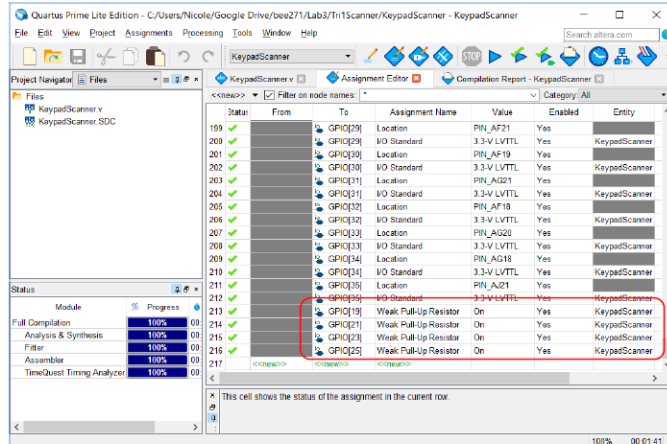 Quartus Prime Lite Edition - C:/Users/Nicole/Google Drive/bee271/Lab3/Tri1Scanner/KeypadScanner - KeypadScanner
File Edit View Project Assignments Processing Tools Window Help
Search altera.com
KeypadScanner
Project Navigator Files
KeypadScanner.v Assignment Editor Compilation Report - KeypadScanner
Files
KeypadScanner.v
KeypadScanner.SDC
<<new>> Filter on node names: * Category: All
Status From To Assignment Name Value Enabled Entity
199 GPIO[29] Location PIN_AF21 Yes
200 GPIO[29] I/O Standard 3.3-V LVTTL Yes KeypadScanner
201 GPIO[30] Location PIN_AF19 Yes
202 GPIO[30] I/O Standard 3.3-V LVTTL Yes KeypadScanner
203 GPIO[31] Location PIN_AG21 Yes
204 GPIO[31] I/O Standard 3.3-V LVTTL Yes KeypadScanner
205 GPIO[32] Location PIN_AF18 Yes
206 GPIO[32] I/O Standard 3.3-V LVTTL Yes KeypadScanner
207 GPIO[33] Location PIN_AG20 Yes
208 GPIO[33] I/O Standard 3.3-V LVTTL Yes KeypadScanner
209 GPIO[34] Location PIN_AG18 Yes
210 GPIO[34] I/O Standard 3.3-V LVTTL Yes KeypadScanner
211 GPIO[35] Location PIN_AJ21 Yes
212 GPIO[35] I/O Standard 3.3-V LVTTL Yes KeypadScanner
213 GPIO[19] Weak Pull-Up Resistor On Yes KeypadScanner
214 GPIO[21] Weak Pull-Up Resistor On Yes KeypadScanner
215 GPIO[23] Weak Pull-Up Resistor On Yes KeypadScanner
216 GPIO[25] Weak Pull-Up Resistor On Yes KeypadScanner
217 <<new>> <<new>> <<new>>
Status
Module % Progress
Full Compilation 100% 00:
Analysis & Synthesis 100% 00:
Fitter 100% 00:
Assembler 100% 00:
TimeQuest Timing Analyzer 100% 00:
This cell shows the status of the assignment in the current row.
100% 00:01:41